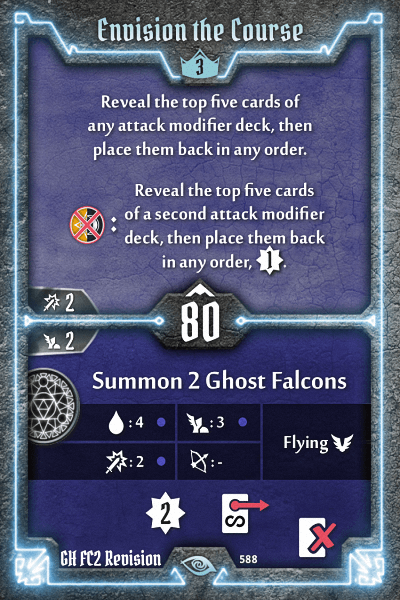 Envision the Course
3
Reveal the top five cards of
any attack modifier deck, then
place them back in any order.
Reveal the top five cards
: of a second attack modifier
deck, then place them back
in any order, 1.
2
80
2
Summon 2 Ghost Falcons
: 4
: 3
Flying
: 2
: -
2
S
GH FC2 Revision
588